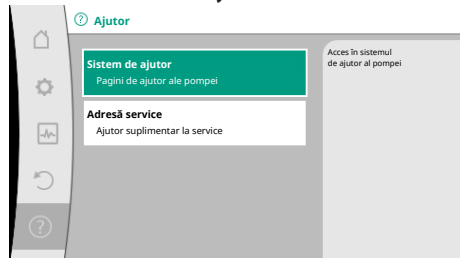 Ajutor
Sistem de ajutor
Pagini de ajutor ale pompei
Adresă service
Ajutor suplimentar la service
Acces în sistemul
de ajutor al pompei